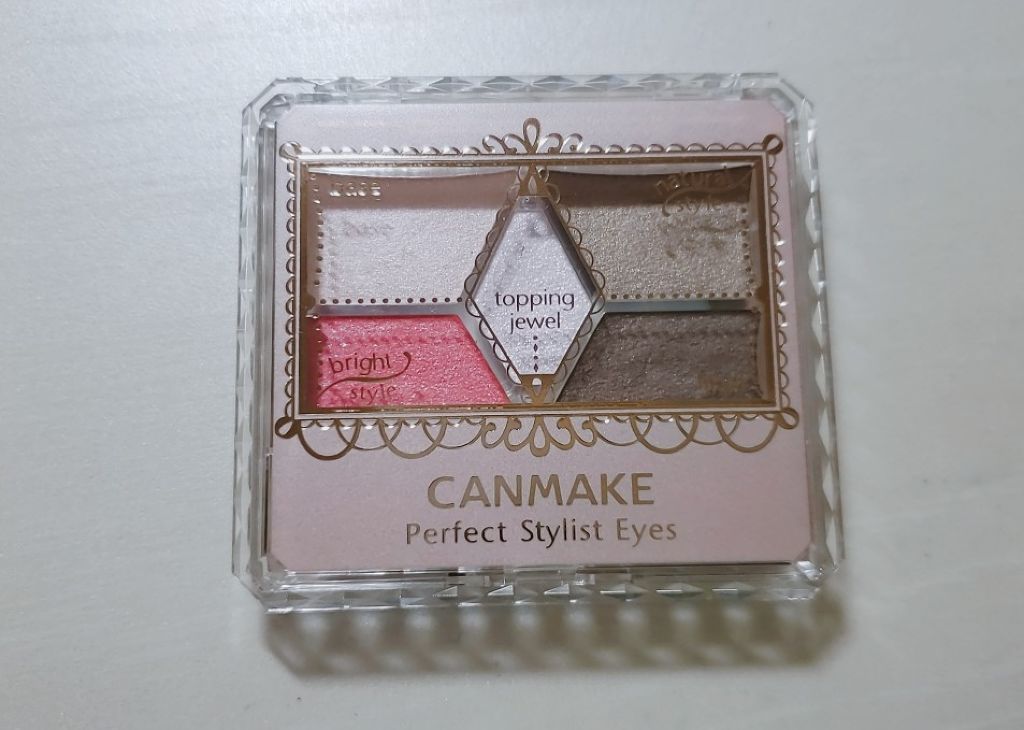 base
natural
style
topping
jewel
bright
style
CANMAKE
Perfect Stylist Eyes